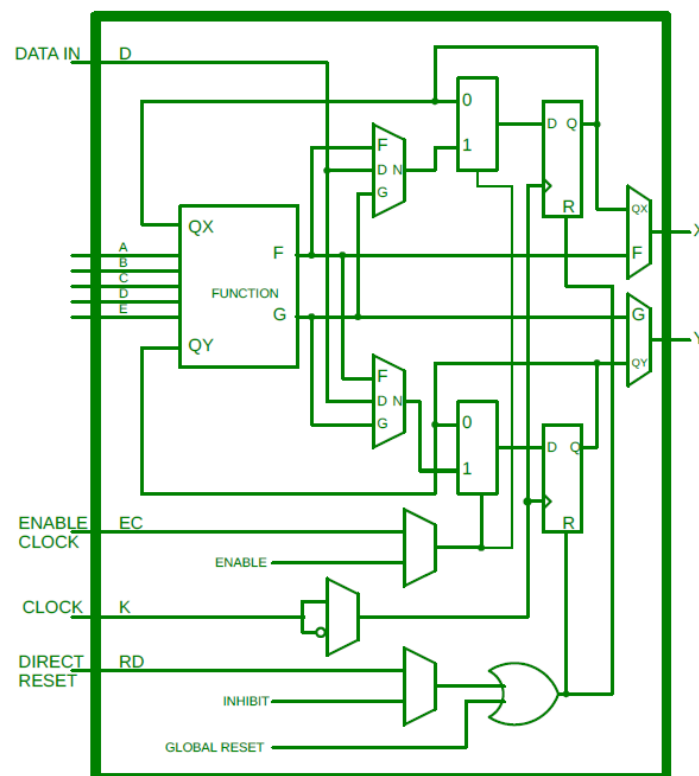 DATA IN D
0
D Q
F
1
D N
G
R
QX
QX
X
A
F
F
B
C
FUNCTION
D
E
G
G
Y
QY
QY
F
D N
G
0
D Q
1
ENABLE EC
CLOCK
R
ENABLE
CLOCK K
DIRECT RD
RESET
INHIBIT
GLOBAL RESET